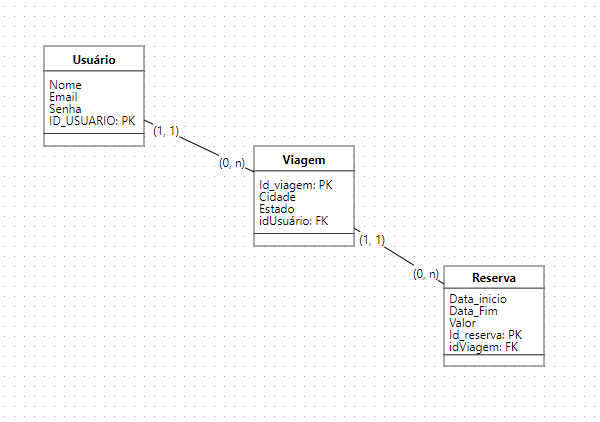 Usuário
Nome
Email
Senha
ID_USUARIO: PK
(1, 1)
(0, n)
Viagem
Id_viagem: PK
Cidade
Estado
idUsuário: FK
(1, 1)
(0, n)
Reserva
Data_inicio
Data_Fim
Valor
Id_reserva: PK
idViagem: FK